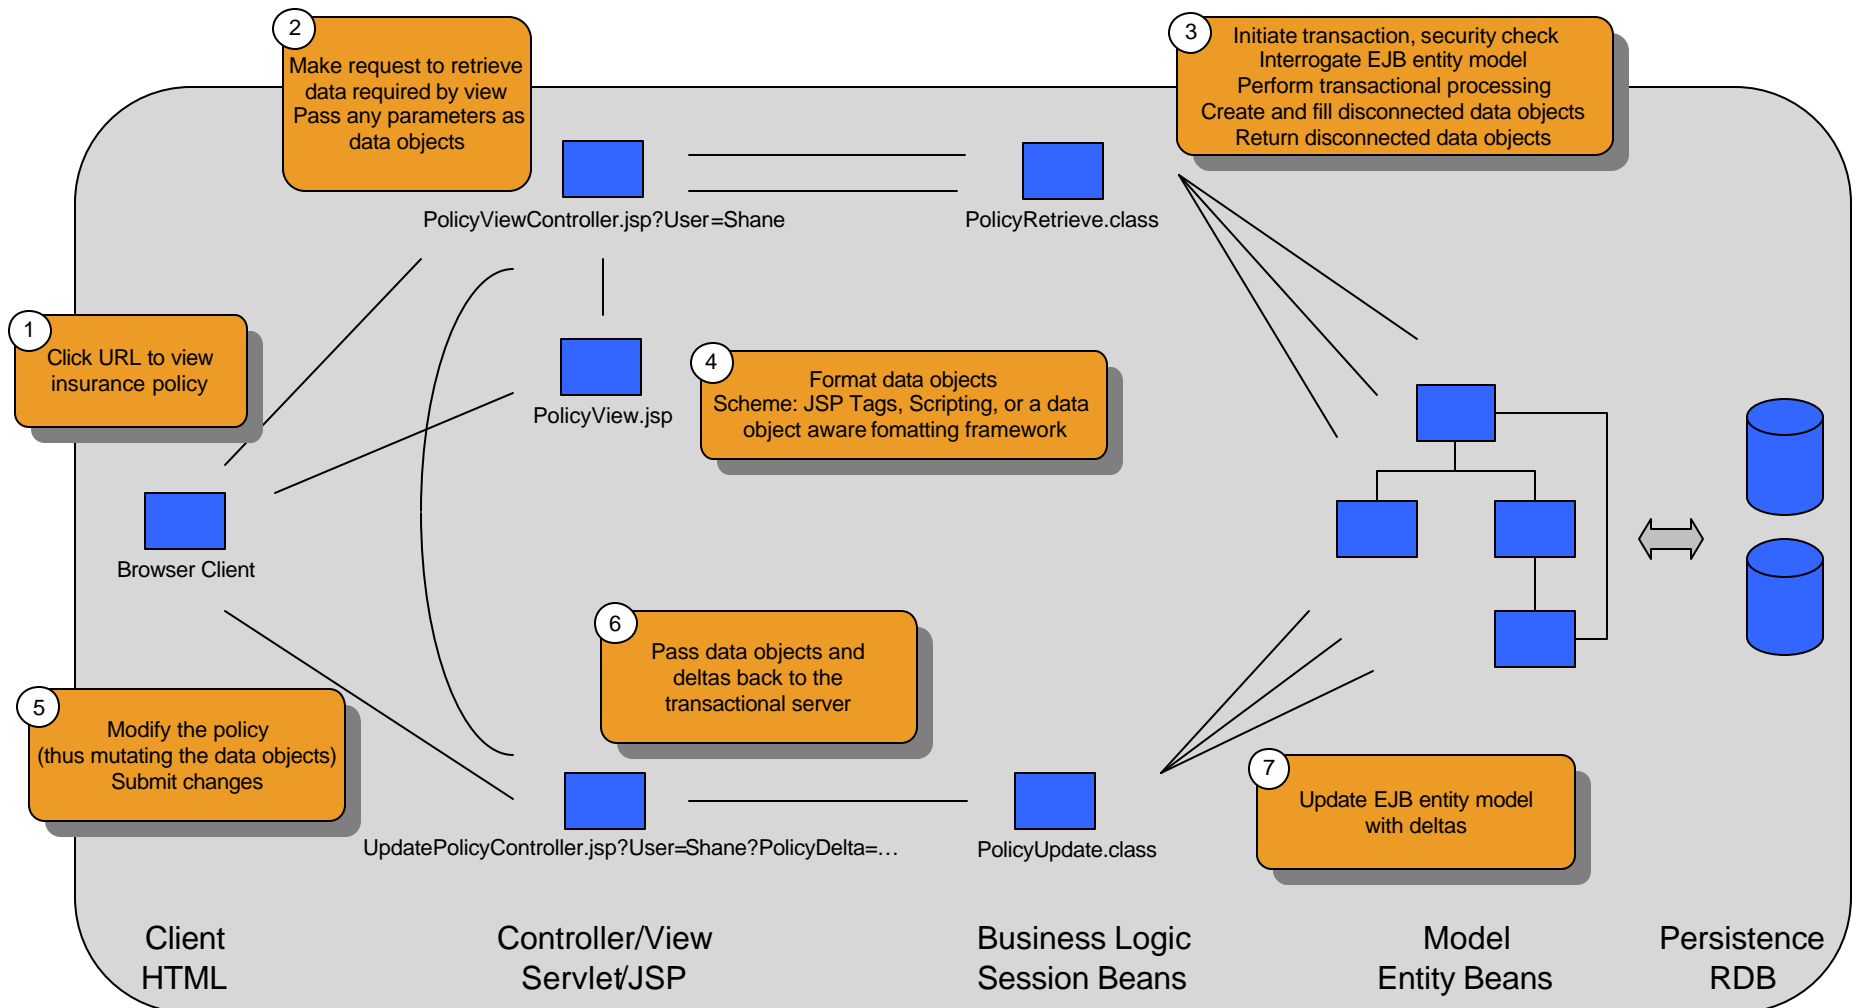 2
Make request to retrieve
data required by view
Pass any parameters as
data objects
3
Initiate transaction, security check
Interrogate EJB entity model
Perform transactional processing
Create and fill disconnected data objects
Return disconnected data objects
PolicyViewController.jsp?User=Shane
PolicyRetrieve.class
1
Click URL to view
insurance policy
PolicyView.jsp
4
Format data objects
Scheme: JSP Tags, Scripting, or a data
object aware fomatting framework
Browser Client
6
Pass data objects and
deltas back to the
transactional server
5
Modify the policy
(thus mutating the data objects)
Submit changes
7
Update EJB entity model
with deltas
UpdatePolicyController.jsp?User=Shane?PolicyDelta=…
PolicyUpdate.class
Client
HTML
Controller/View
Servlet/JSP
Business Logic
Session Beans
Model
Entity Beans
Persistence
RDB